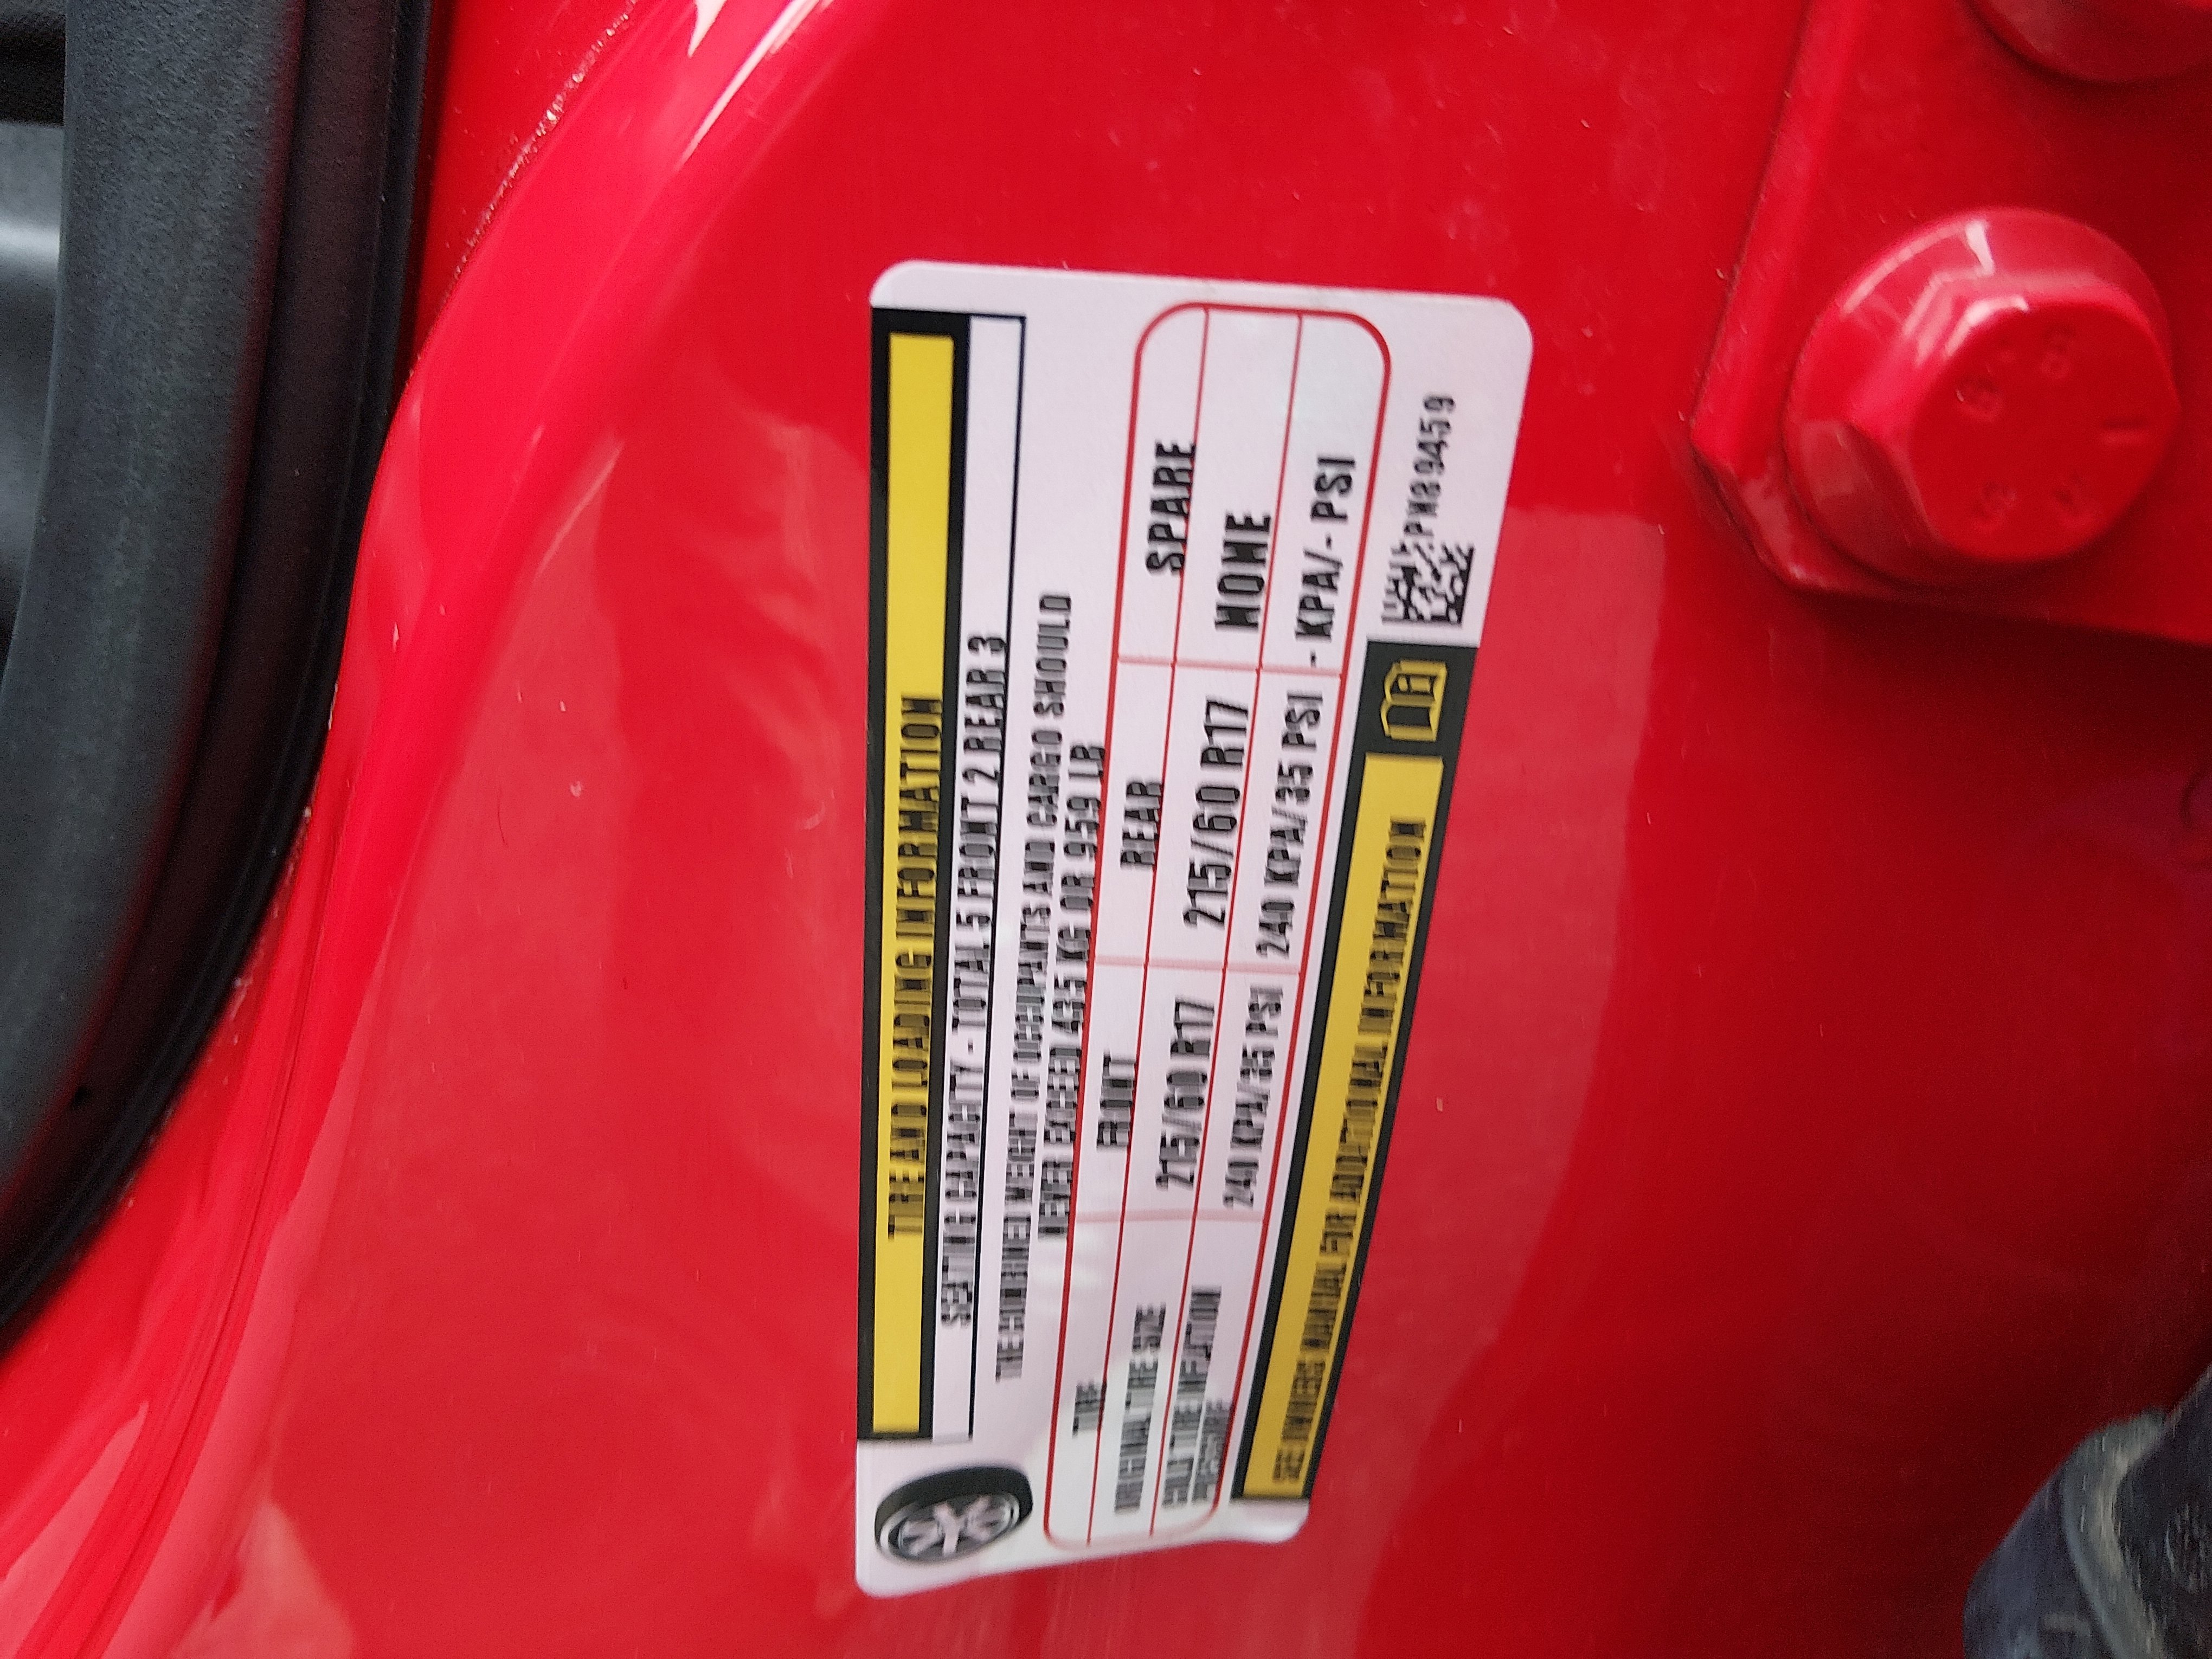 TIRE AND LOADING INFORMATION
SEATING CAPACITY - TOTAL 5 FRONT 2 REAR 3
THE COMBINED WEIGHT OF OCCUPANTS AND CARGO SHOULD
NEVER EXCEED 435 KG OR 959 LB
TIRE FRONT REAR SPARE
ORIGINAL TIRE SIZE 215/60 R17 215/60 R17 NONE
COLD TIRE INFLATION PRESSURE 240 KPA/35 PSI 240 KPA/35 PSI - KPA/- PSI
SEE OWNERS MANUAL FOR ADDITIONAL INFORMATION
PW89459